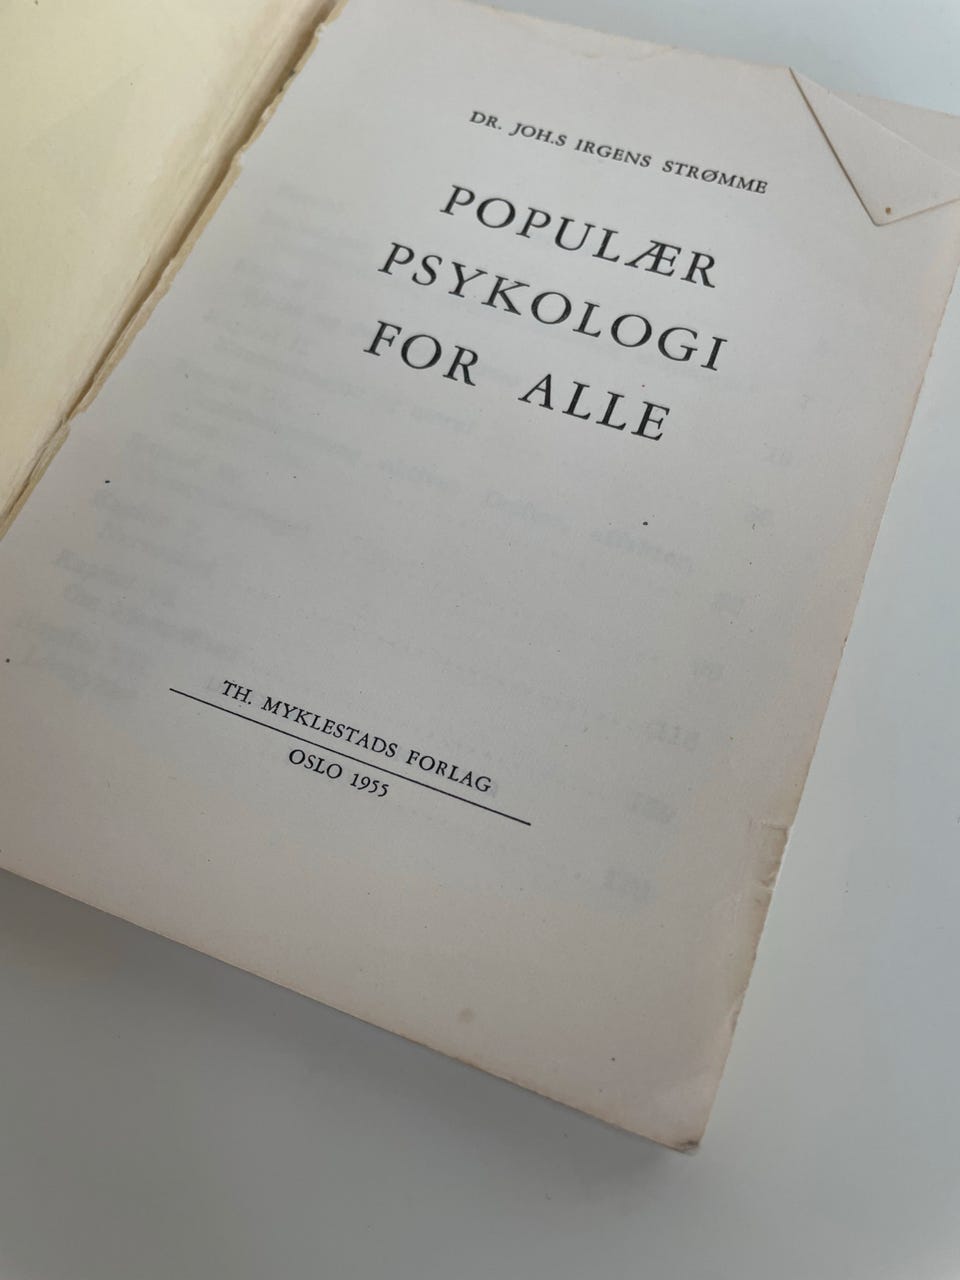 DR. JOH.S IRGENS STRØMME
POPULÆR
PSYKOLOGI
FOR ALLE
TH. MYKLESTADS FORLAG
OSLO 1955